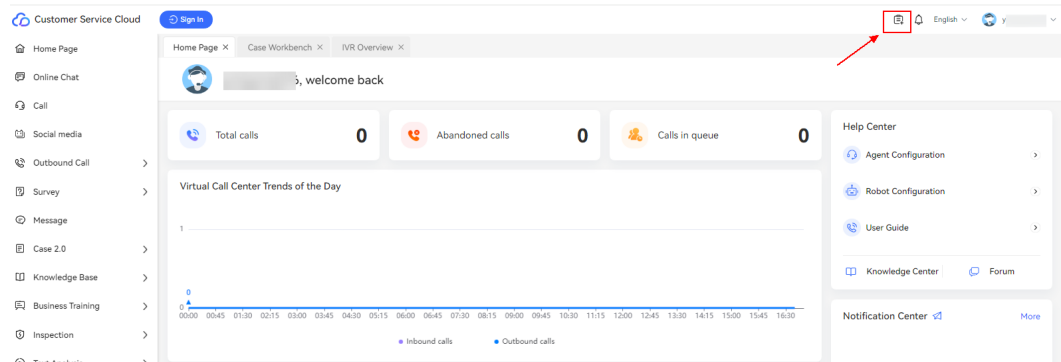 Customer Service Cloud
Sign In
English
y
Home Page
Online Chat
Call
Social media
Outbound Call
Survey
Message
Case 2.0
Knowledge Base
Business Training
Inspection
Home Page × Case Workbench × IVR Overview ×
, welcome back
Total calls 0
Abandoned calls 0
Calls in queue 0
Virtual Call Center Trends of the Day
1
0
0
00:00 00:45 01:30 02:15 03:00 03:45 04:30 05:15 06:00 06:45 07:30 08:15 09:00 09:45 10:30 11:15 12:00 12:45 13:30 14:15 15:00 15:45 16:30
Inbound calls Outbound calls
Help Center
Agent Configuration
Robot Configuration
User Guide
Knowledge Center Forum
Notification Center More